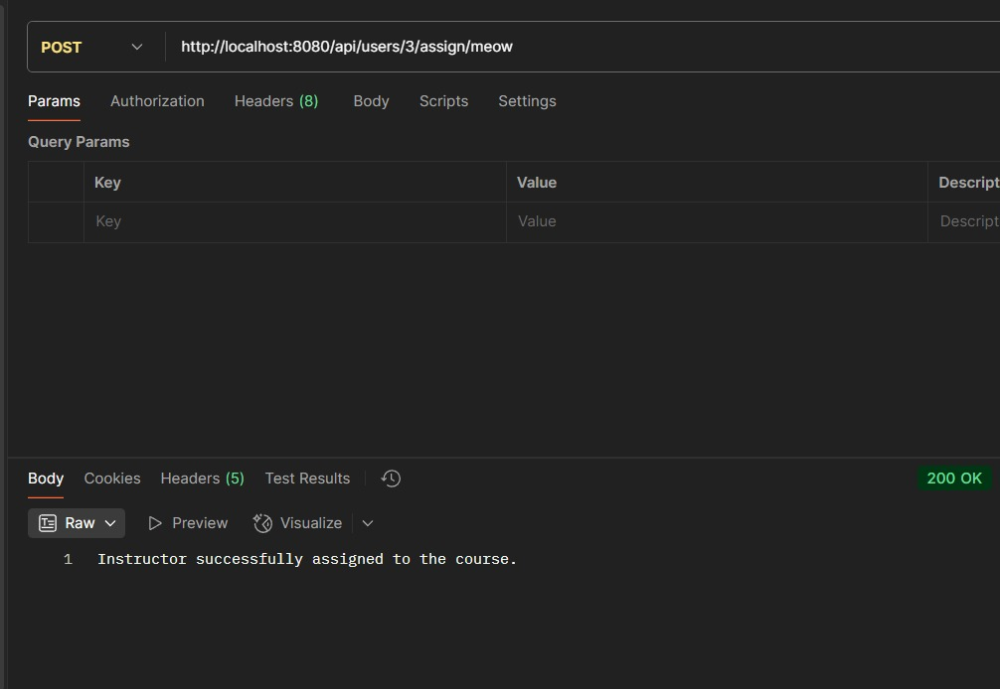 POST http://localhost:8080/api/users/3/assign/meow
Params Authorization Headers (8) Body Scripts Settings
Query Params
Key Value Descript
Key Value Descript
Body Cookies Headers (5) Test Results 200 OK
Raw Preview Visualize
1 Instructor successfully assigned to the course.